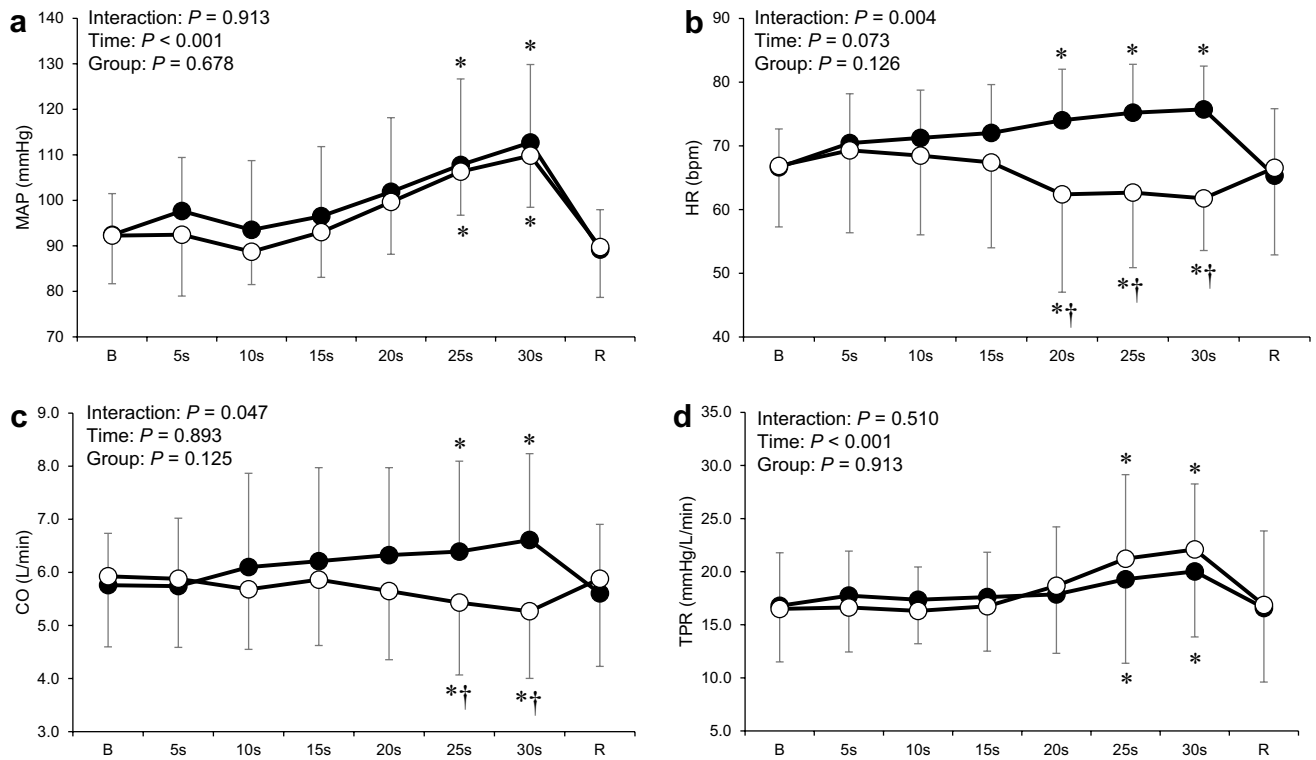 a
Interaction: P = 0.913
Time: P < 0.001
Group: P = 0.678
MAP (mmHg)
140
130
120
110
100
90
80
70
* *
* *
B 5s 10s 15s 20s 25s 30s R
b
Interaction: P = 0.004
Time: P = 0.073
Group: P = 0.126
HR (bpm)
90
80
70
60
50
40
* * *
*† *† *†
B 5s 10s 15s 20s 25s 30s R
c
Interaction: P = 0.047
Time: P = 0.893
Group: P = 0.125
CO (L/min)
9.0
8.0
7.0
6.0
5.0
4.0
3.0
* *
*† *†
B 5s 10s 15s 20s 25s 30s R
d
Interaction: P = 0.510
Time: P < 0.001
Group: P = 0.913
TPR (mmHg/L/min)
35.0
30.0
25.0
20.0
15.0
10.0
5.0
* *
* *
B 5s 10s 15s 20s 25s 30s R